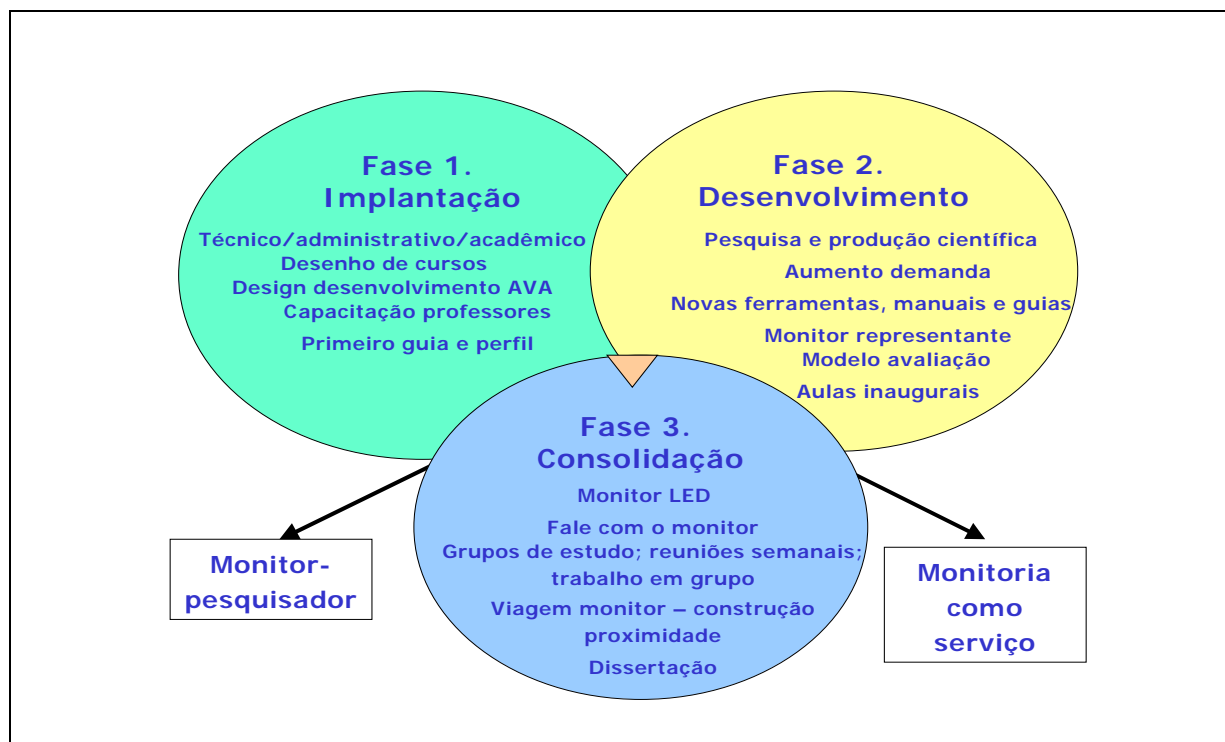 Fase 1.
Implantação
Técnico/administrativo/acadêmico
Desenho de cursos
Design desenvolvimento AVA
Capacitação professores
Primeiro guia e perfil
Fase 2.
Desenvolvimento
Pesquisa e produção científica
Aumento demanda
Novas ferramentas, manuais e guias
Monitor representante
Modelo avaliação
Aulas inaugurais
Fase 3.
Consolidação
Monitor LED
Fale com o monitor
Grupos de estudo; reuniões semanais;
trabalho em grupo
Viagem monitor – construção
proximidade
Dissertação
Monitor-
pesquisador
Monitoria
como
serviço